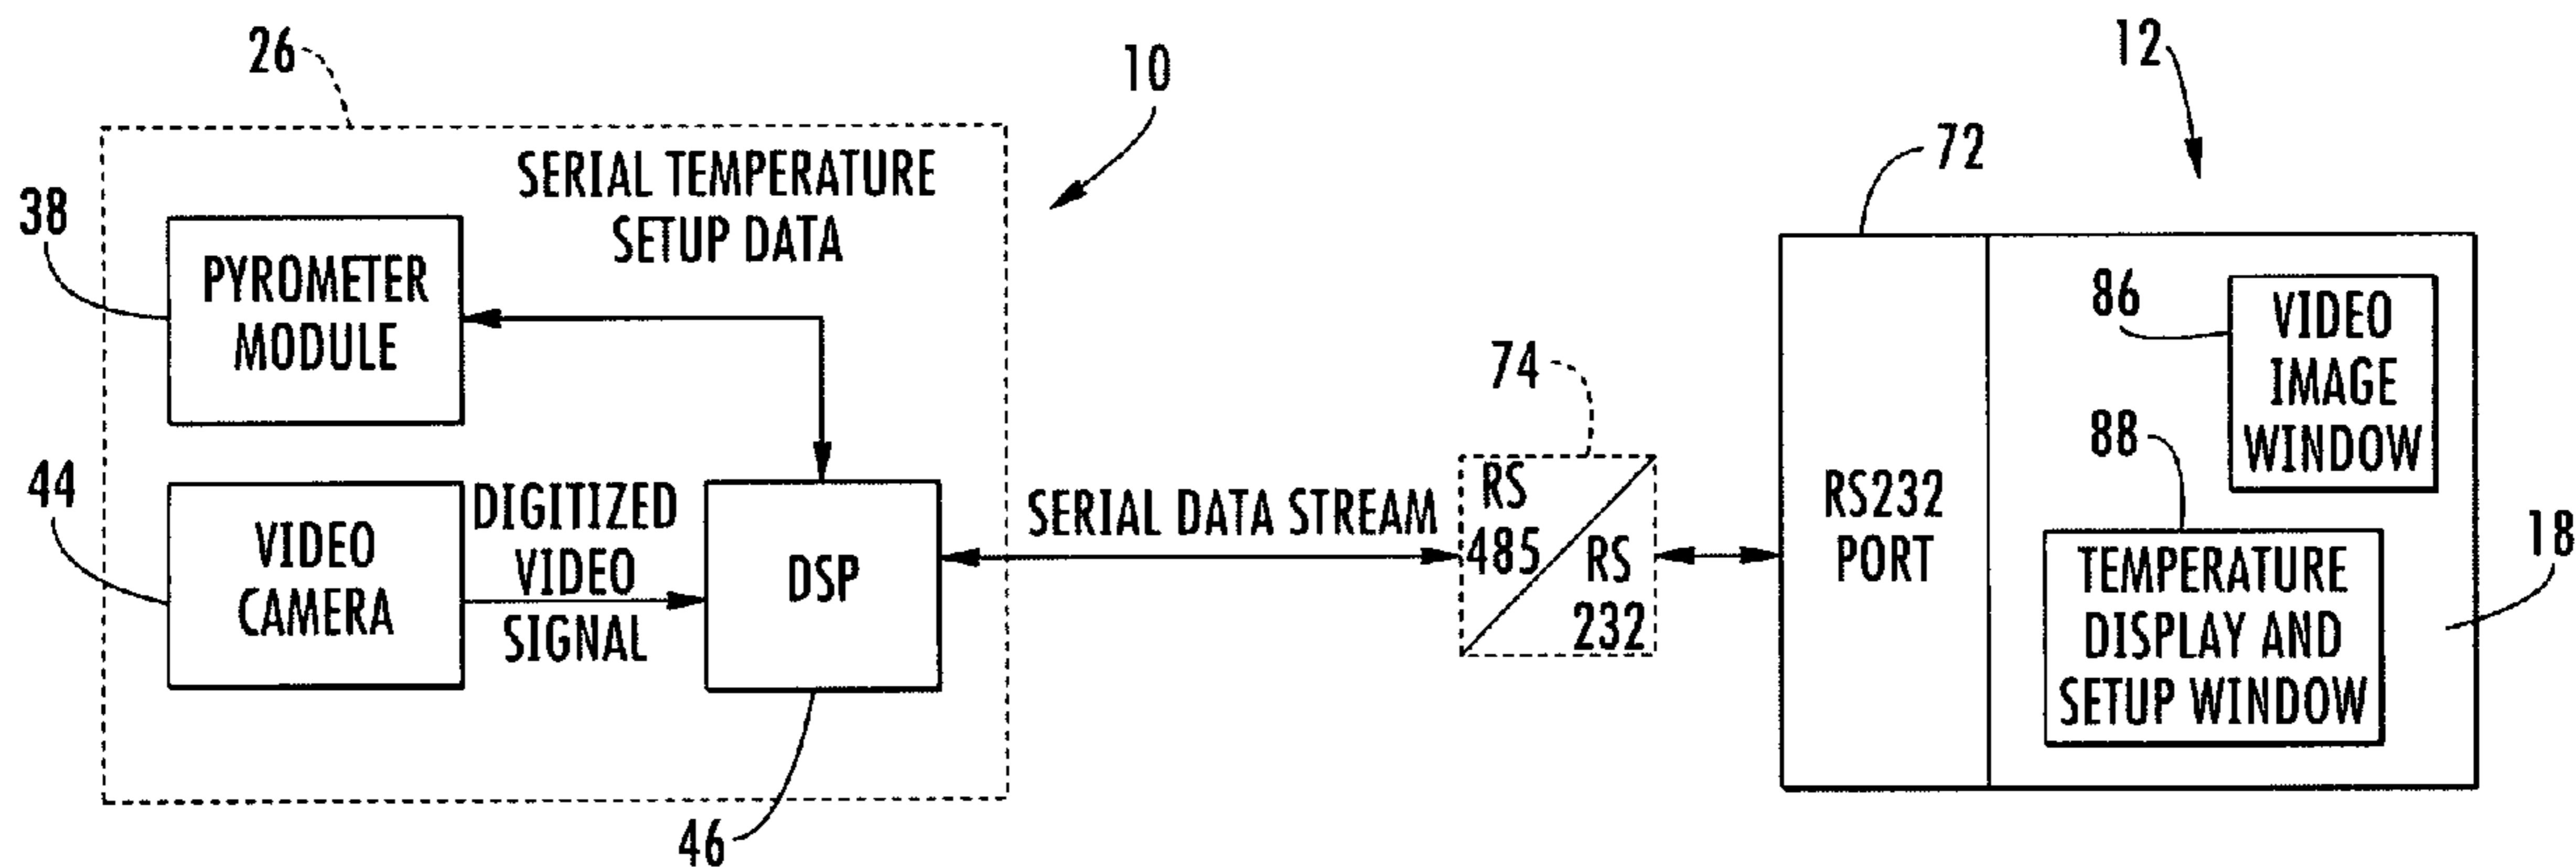 26
10
12
72
SERIAL TEMPERATURE
SETUP DATA
38
PYROMETER
MODULE
86
VIDEO
IMAGE
WINDOW
74
88
44
VIDEO
CAMERA
DIGITIZED
VIDEO
SIGNAL
DSP
SERIAL DATA STREAM
RS
485
RS
232
RS232
PORT
TEMPERATURE
DISPLAY AND
SETUP WINDOW
18
46